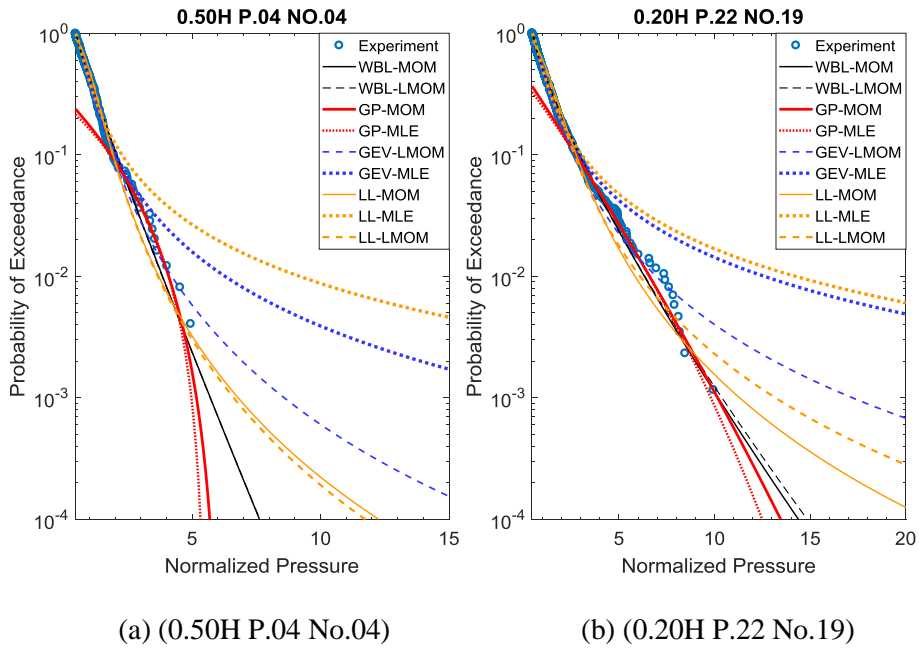 0.50H P.04 NO.04
Probability of Exceedance
10^0
10^-1
10^-2
10^-3
10^-4
5
10
15
Normalized Pressure
Experiment
WBL-MOM
WBL-LMOM
GP-MOM
GP-MLE
GEV-LMOM
GEV-MLE
LL-MOM
LL-MLE
LL-LMOM
(a) (0.50H P.04 No.04)
0.20H P.22 NO.19
Probability of Exceedance
10^0
10^-1
10^-2
10^-3
10^-4
5
10
15
20
Normalized Pressure
Experiment
WBL-MOM
WBL-LMOM
GP-MOM
GP-MLE
GEV-LMOM
GEV-MLE
LL-MOM
LL-MLE
LL-LMOM
(b) (0.20H P.22 No.19)